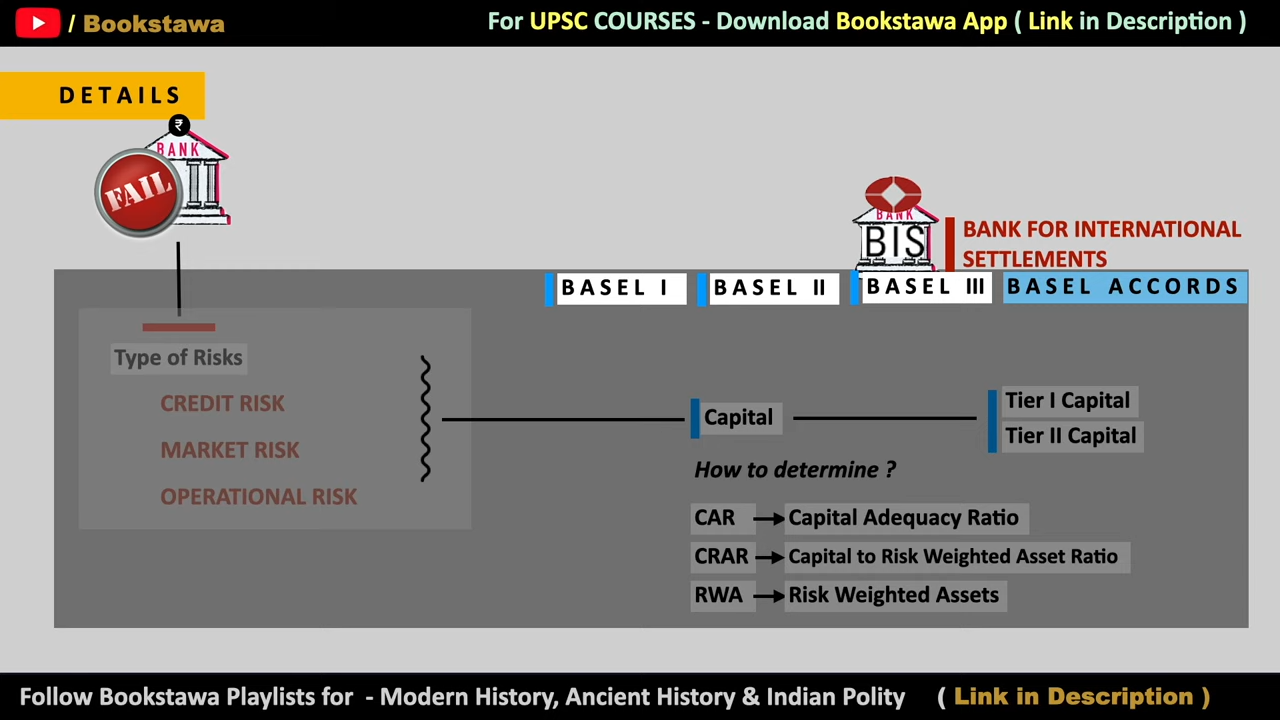 / Bookstawa
For UPSC COURSES - Download Bookstawa App ( Link in Description )
DETAILS
₹
BANK
FAIL
BANK
BIS
BANK FOR INTERNATIONAL
SETTLEMENTS
BASEL I
BASEL II
BASEL III
BASEL ACCORDS
Type of Risks
CREDIT RISK
MARKET RISK
OPERATIONAL RISK
Capital
Tier I Capital
Tier II Capital
How to determine ?
CAR → Capital Adequacy Ratio
CRAR → Capital to Risk Weighted Asset Ratio
RWA → Risk Weighted Assets
Follow Bookstawa Playlists for - Modern History, Ancient History & Indian Polity ( Link in Description )